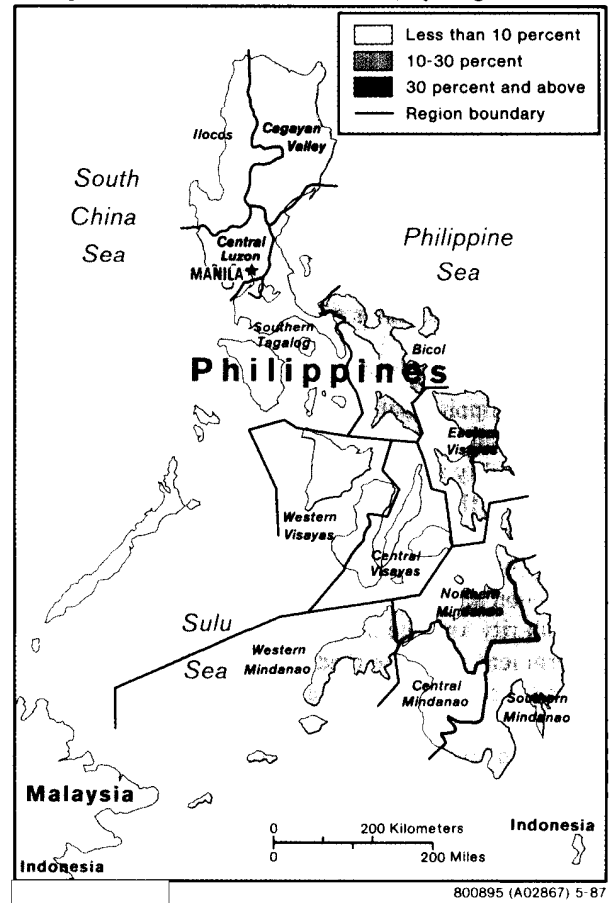 Less than 10 percent
10-30 percent
30 percent and above
Region boundary
Ilocos
Cagayan
Valley
South
China
Sea
Central
Luzon
MANILA
Philippine
Sea
Southern
Tagalog
Bicol
Philippines
Eastern
Visayas
Western
Visayas
Central
Visayas
Sulu
Sea
Northern
Mindanao
Western
Mindanao
Central
Mindanao
Southern
Mindanao
Malaysia
0 200 Kilometers
0 200 Miles
Indonesia
Indonesia
800895 (A02867) 5-87